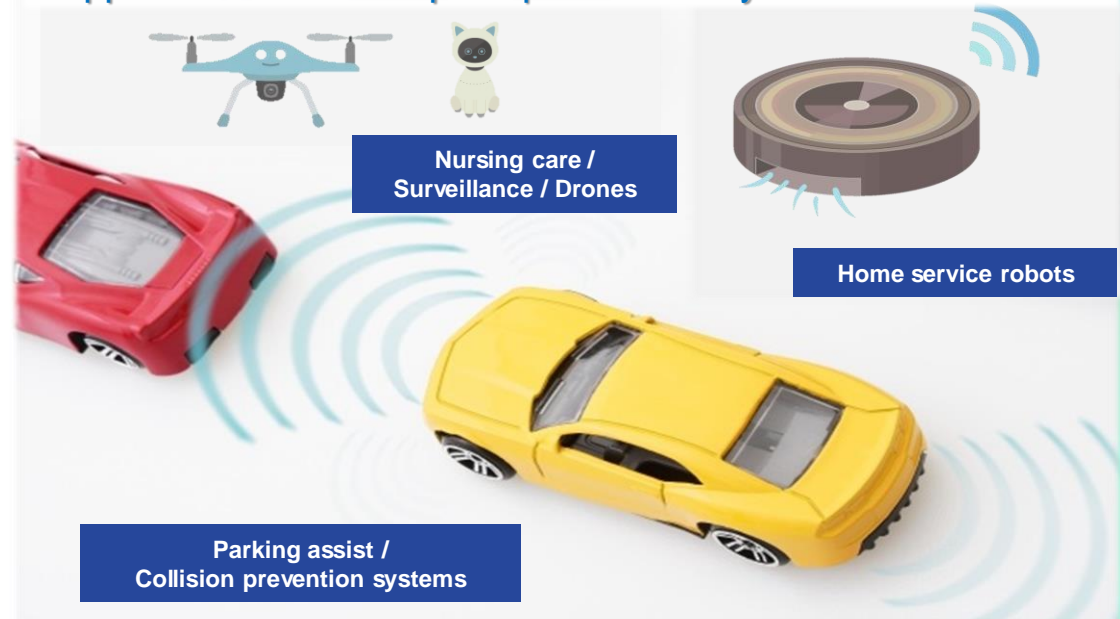 Nursing care /
Surveillance / Drones
Home service robots
Parking assist /
Collision prevention systems